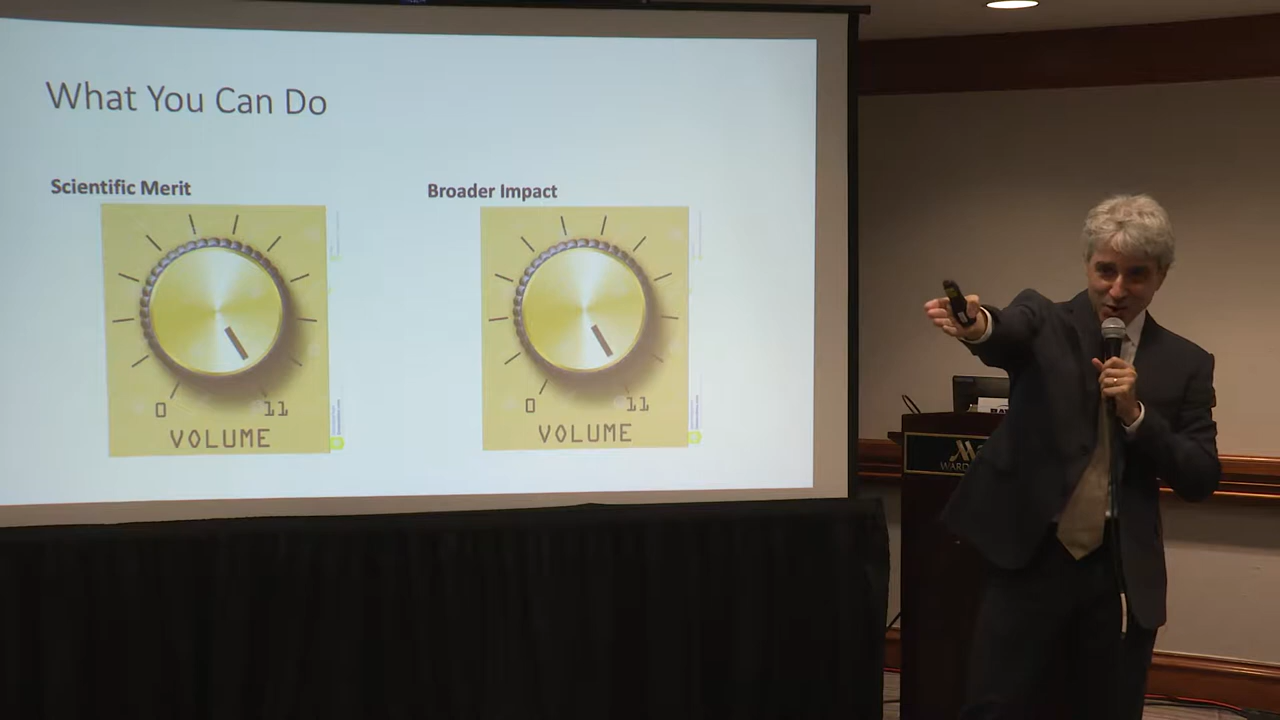 What You Can Do
Scientific Merit
Broader Impact
0
11
VOLUME
0
11
VOLUME